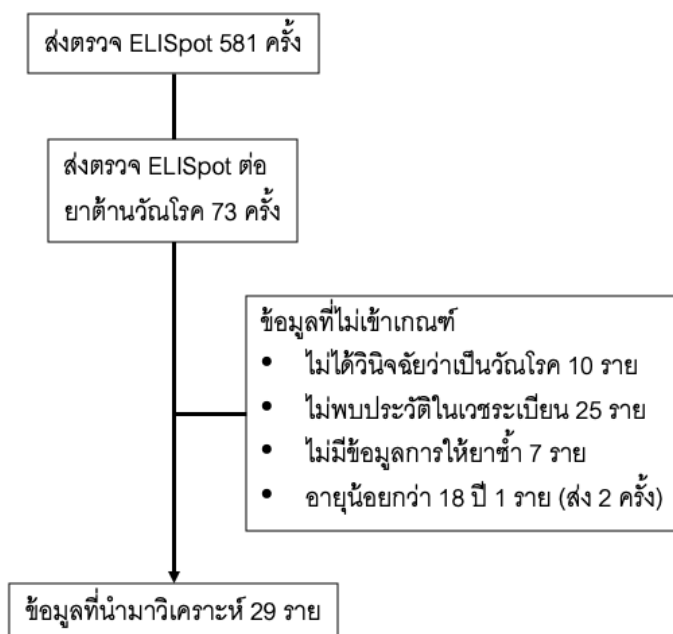 ส่งตรวจ ELISpot 581 ครั้ง
ส่งตรวจ ELISpot ต่อ
ยาต้านวัณโรค 73 ครั้ง
ข้อมูลที่ไม่เข้าเกณฑ์
• ไม่ได้วินิจฉัยว่าเป็นวัณโรค 10 ราย
• ไม่พบประวัติในเวชระเบียน 25 ราย
• ไม่มีข้อมูลการให้ยาซ้ำ 7 ราย
• อายุน้อยกว่า 18 ปี 1 ราย (ส่ง 2 ครั้ง)
ข้อมูลที่นำมาวิเคราะห์ 29 ราย